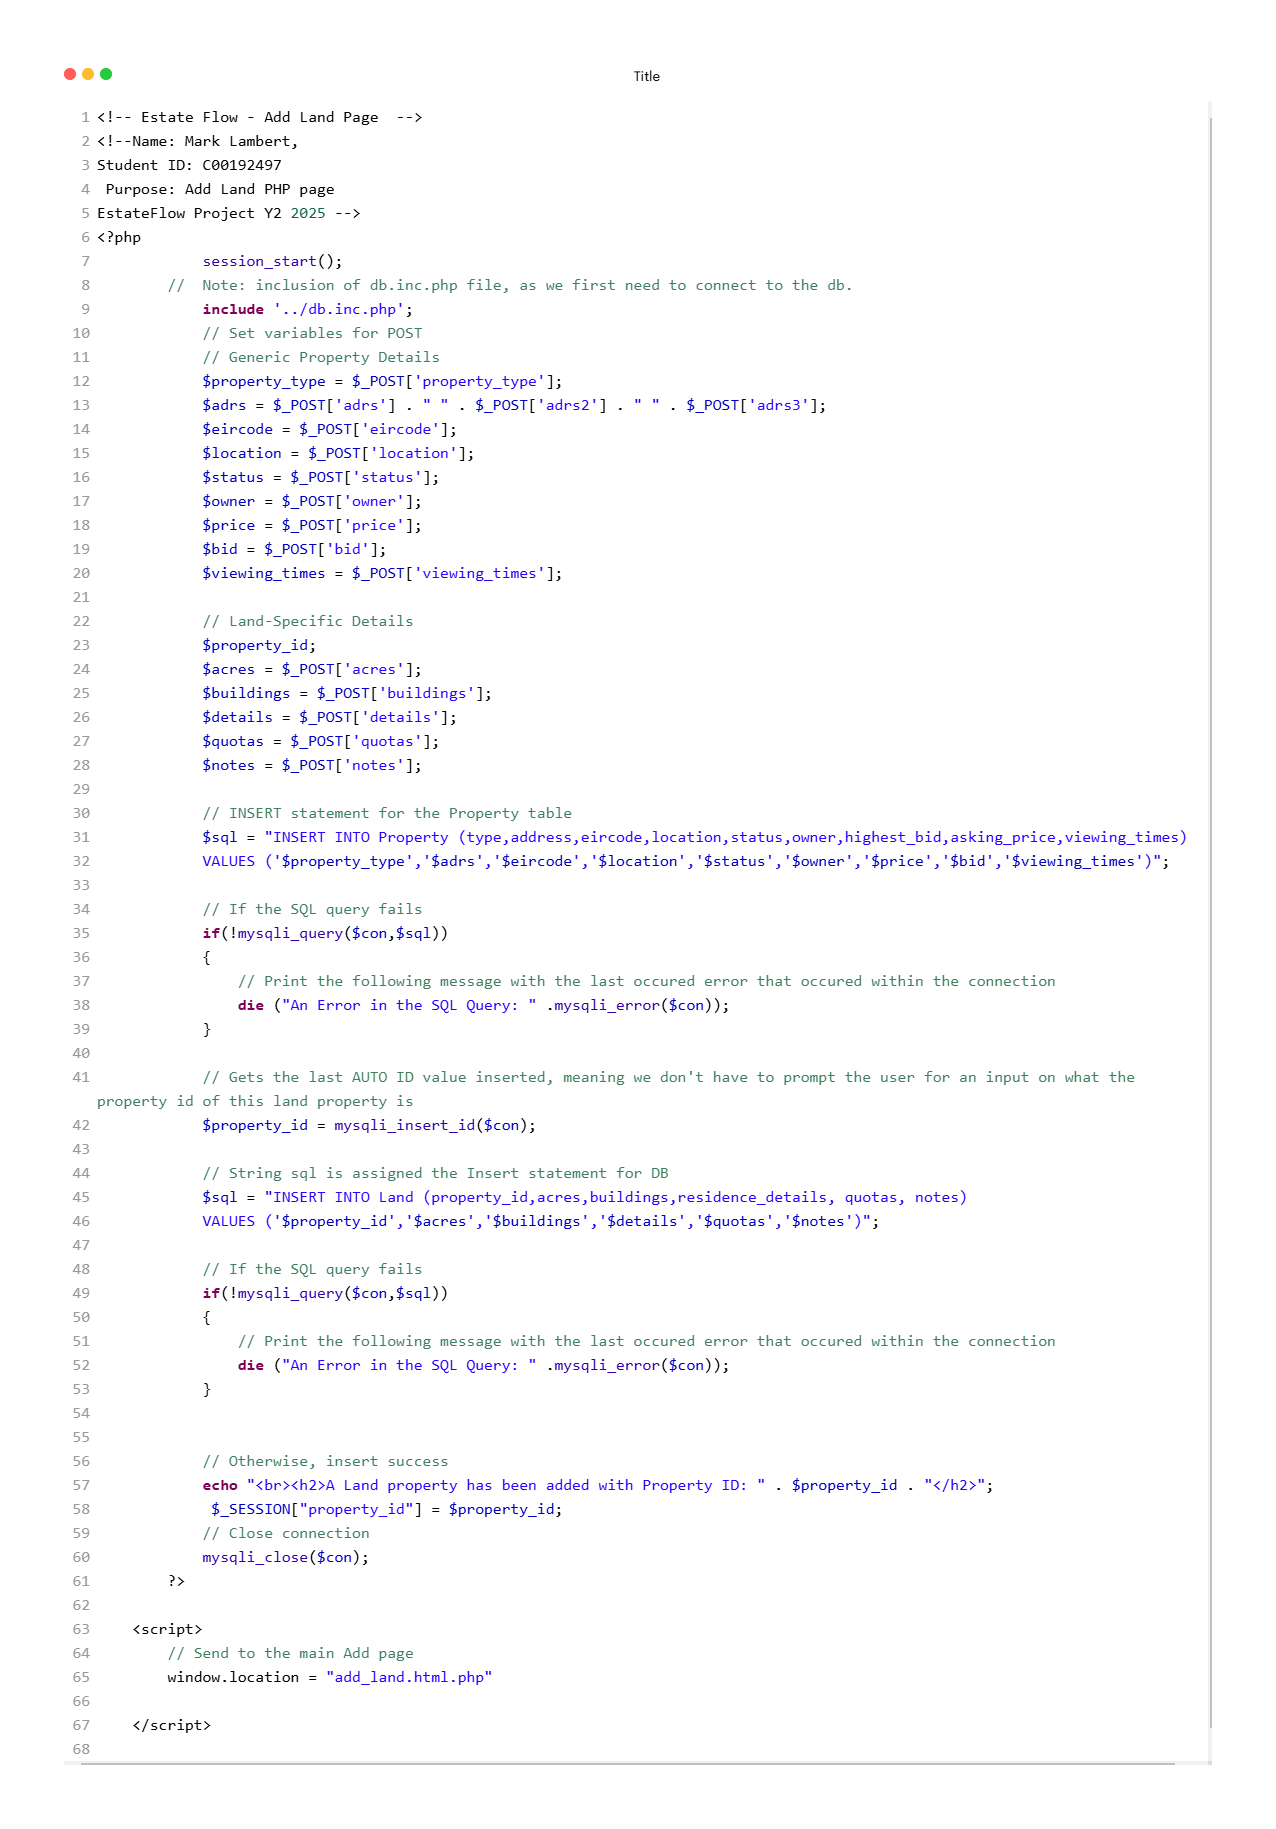 Title
1 <!-- Estate Flow - Add Land Page  -->
2 <!--Name: Mark Lambert,
3 Student ID: C00192497
4  Purpose: Add Land PHP page
5 EstateFlow Project Y2 2025 -->
6 <?php
7             session_start();
8         //  Note: inclusion of db.inc.php file, as we first need to connect to the db.
9             include '../db.inc.php';
10             // Set variables for POST
11             // Generic Property Details
12             $property_type = $_POST['property_type'];
13             $adrs = $_POST['adrs'] . " " . $_POST['adrs2'] . " " . $_POST['adrs3'];
14             $eircode = $_POST['eircode'];
15             $location = $_POST['location'];
16             $status = $_POST['status'];
17             $owner = $_POST['owner'];
18             $price = $_POST['price'];
19             $bid = $_POST['bid'];
20             $viewing_times = $_POST['viewing_times'];
21
22             // Land-Specific Details
23             $property_id;
24             $acres = $_POST['acres'];
25             $buildings = $_POST['buildings'];
26             $details = $_POST['details'];
27             $quotas = $_POST['quotas'];
28             $notes = $_POST['notes'];
29
30             // INSERT statement for the Property table
31             $sql = "INSERT INTO Property (type,address,eircode,location,status,owner,highest_bid,asking_price,viewing_times)
32             VALUES ('$property_type','$adrs','$eircode','$location','$status','$owner','$price','$bid','$viewing_times')";
33
34             // If the SQL query fails
35             if(!mysqli_query($con,$sql))
36             {
37                 // Print the following message with the last occured error that occured within the connection
38                 die ("An Error in the SQL Query: " .mysqli_error($con));
39             }
40
41             // Gets the last AUTO ID value inserted, meaning we don't have to prompt the user for an input on what the
property id of this land property is
42             $property_id = mysqli_insert_id($con);
43
44             // String sql is assigned the Insert statement for DB
45             $sql = "INSERT INTO Land (property_id,acres,buildings,residence_details, quotas, notes)
46             VALUES ('$property_id','$acres','$buildings','$details','$quotas','$notes')";
47
48             // If the SQL query fails
49             if(!mysqli_query($con,$sql))
50             {
51                 // Print the following message with the last occured error that occured within the connection
52                 die ("An Error in the SQL Query: " .mysqli_error($con));
53             }
54
55
56             // Otherwise, insert success
57             echo "<br><h2>A Land property has been added with Property ID: " . $property_id . "</h2>";
58              $_SESSION["property_id"] = $property_id;
59             // Close connection
60             mysqli_close($con);
61         ?>
62
63     <script>
64         // Send to the main Add page
65         window.location = "add_land.html.php"
66
67     </script>
68